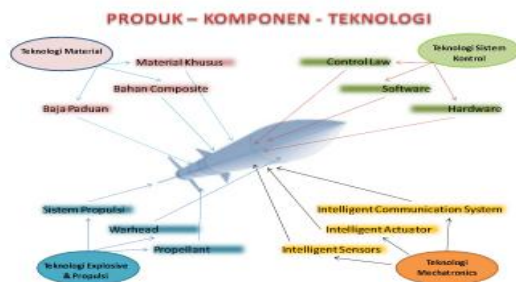 PRODUK – KOMPONEN - TEKNOLOGI
Teknologi Material
Material Khusus
Bahan Composite
Baja Paduan
Control Law
Software
Hardware
Teknologi Sistem
Kontrol
Sistem Propulsi
Warhead
Propellant
Teknologi Explosive
& Propulsi
Intelligent Communication System
Intelligent Actuator
Intelligent Sensors
Teknologi
Mechatronics